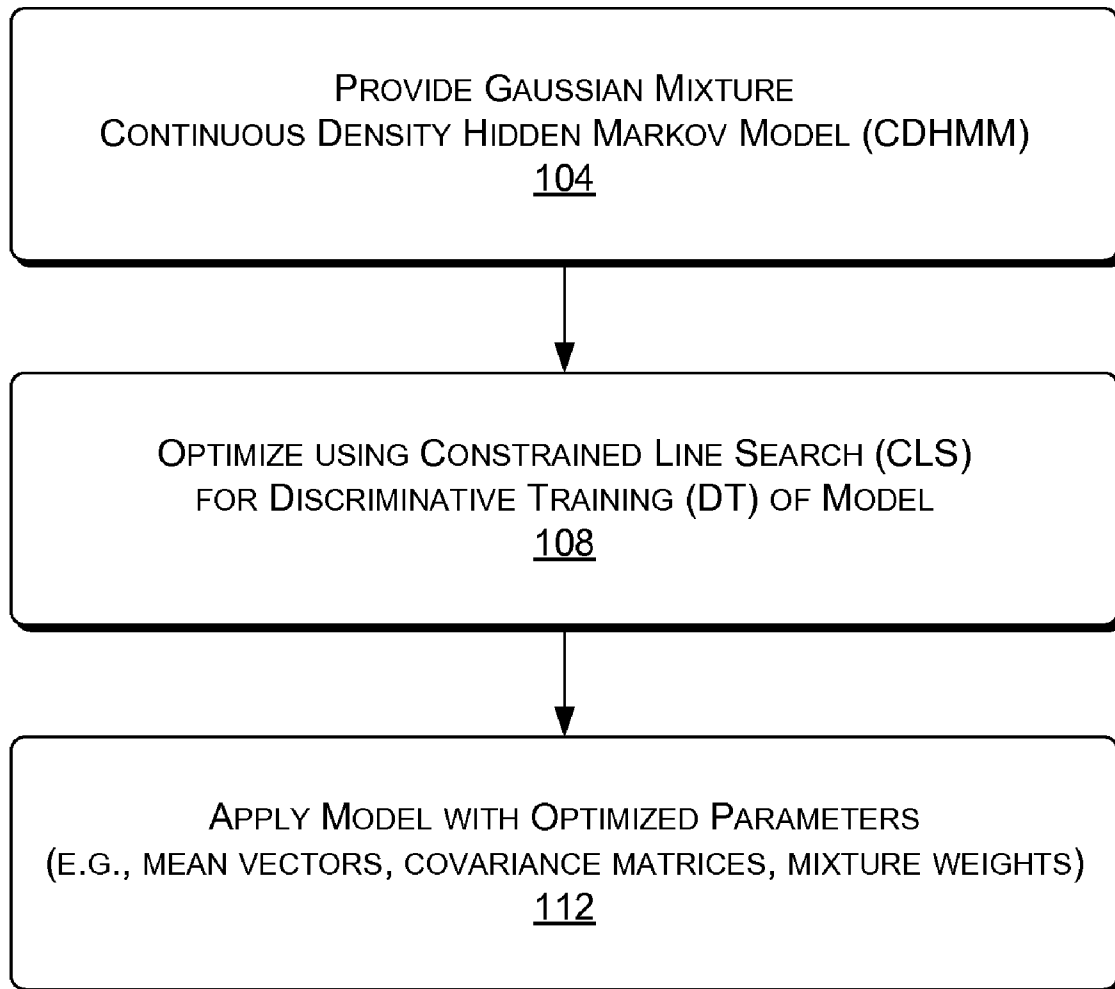 PROVIDE GAUSSIAN MIXTURE
CONTINUOUS DENSITY HIDDEN MARKOV MODEL (CDHMM)
104
OPTIMIZE USING CONSTRAINED LINE SEARCH (CLS)
FOR DISCRIMINATIVE TRAINING (DT) OF MODEL
108
APPLY MODEL WITH OPTIMIZED PARAMETERS
(E.G., MEAN VECTORS, COVARIANCE MATRICES, MIXTURE WEIGHTS)
112